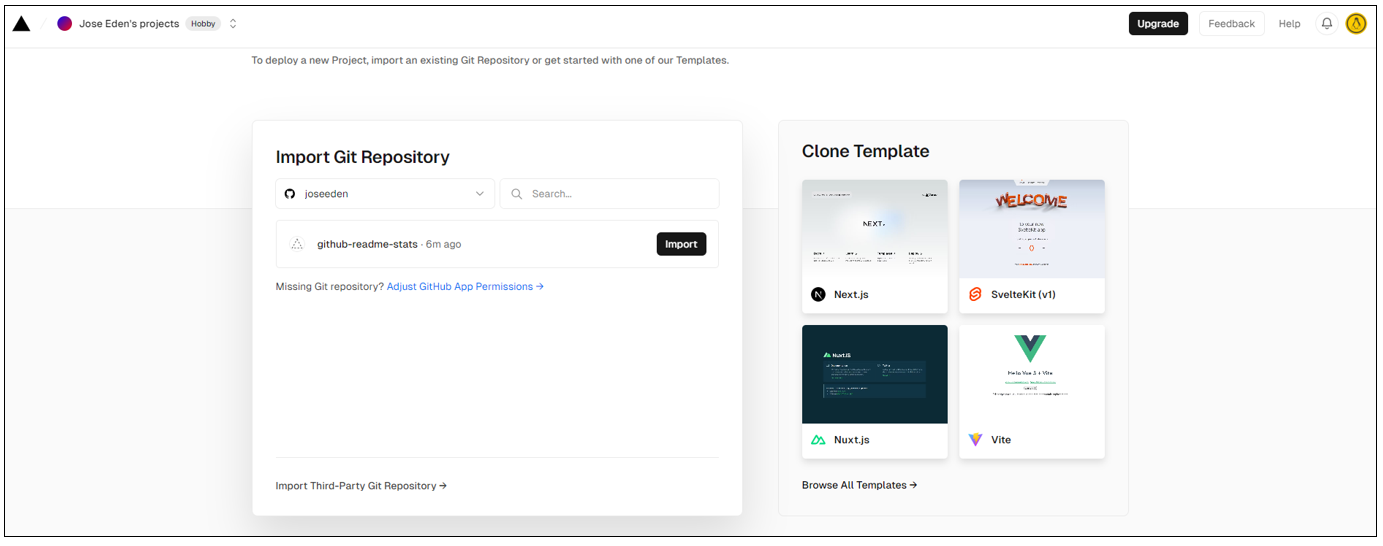 Jose Eden's projects Hobby
Upgrade Feedback Help
To deploy a new Project, import an existing Git Repository or get started with one of our Templates.
Import Git Repository
joseeden Search...
github-readme-stats · 6m ago Import
Missing Git repository? Adjust GitHub App Permissions →
Import Third-Party Git Repository →
Clone Template
NEXT
WELCOME
Next.js
SvelteKit (v1)
NuxtJS
Hello Vue 3 + Vite
Nuxt.js
Vite
Browse All Templates →